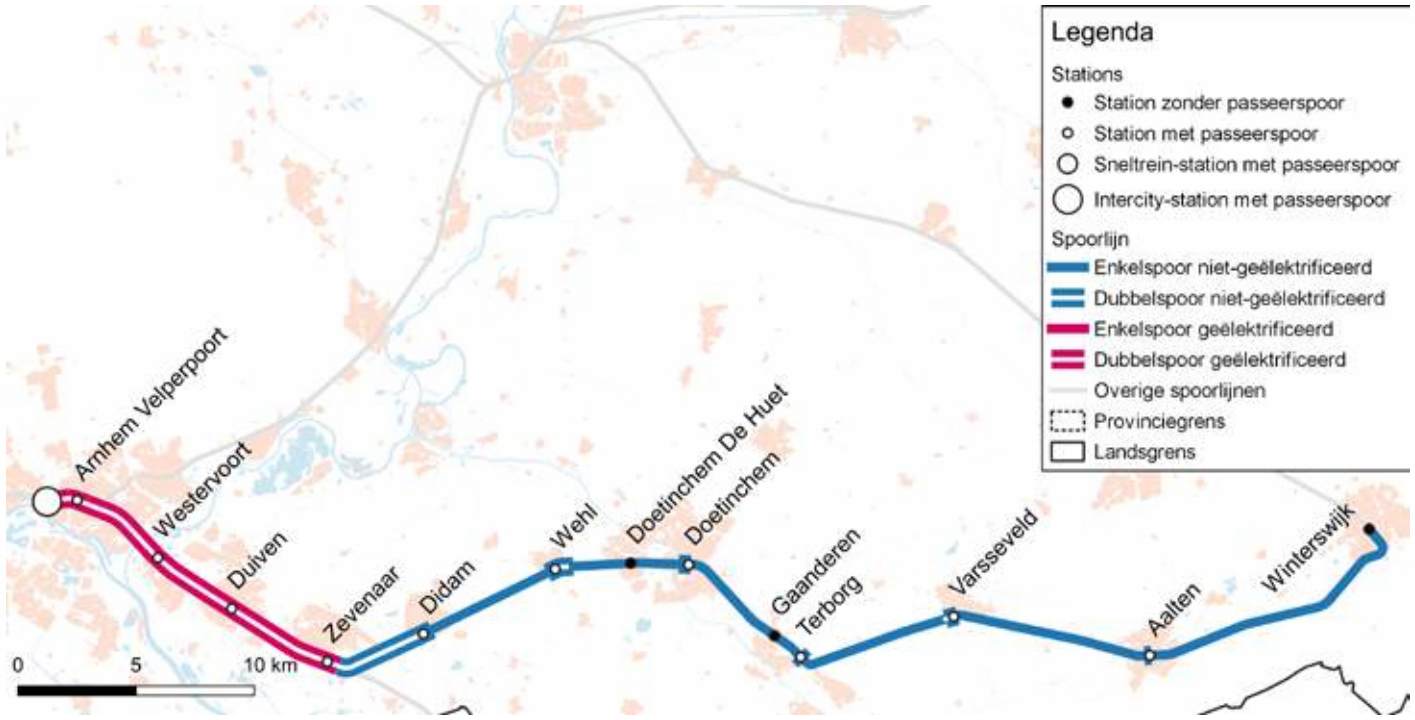 Legenda
Stations
Station zonder passeerspoor
Station met passeerspoor
Sneltrein-station met passeerspoor
Intercity-station met passeerspoor
Spoorlijn
Enkelspoor niet-geëlektrificeerd
Dubbelspoor niet-geëlektrificeerd
Enkelspoor geëlektrificeerd
Dubbelspoor geëlektrificeerd
Overige spoorlijnen
Provinciegrens
Landsgrens
Arnhem Velperpoort
Westervoort
Duiven
Zevenaar
Didam
Wehl
Doetinchem De Huet
Doetinchem
Gaanderen
Terborg
Varsseveld
Aalten
Winterswijk
0 5 10 km